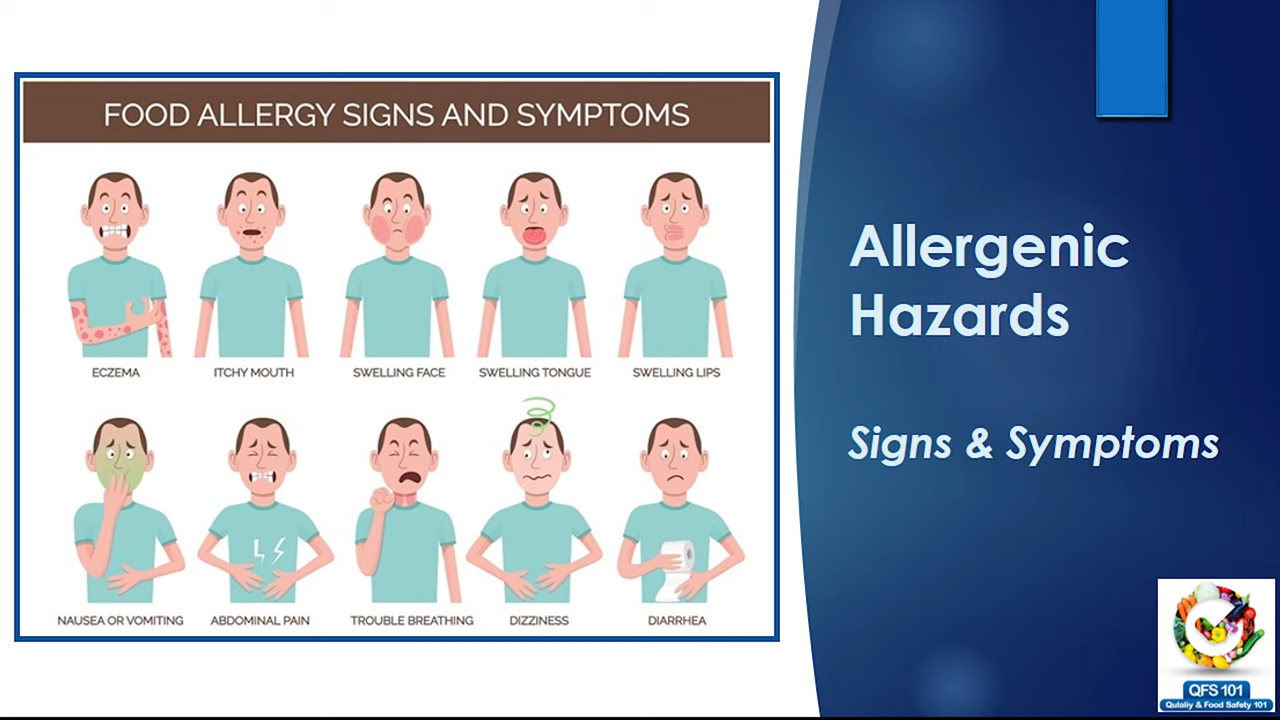 FOOD ALLERGY SIGNS AND SYMPTOMS
ECZEMA
ITCHY MOUTH
SWELLING FACE
SWELLING TONGUE
SWELLING LIPS
NAUSEA OR VOMITING
ABDOMINAL PAIN
TROUBLE BREATHING
DIZZINESS
DIARRHEA
Allergenic
Hazards
Signs & Symptoms
QFS 101
Qulaliy & Food Safety 101